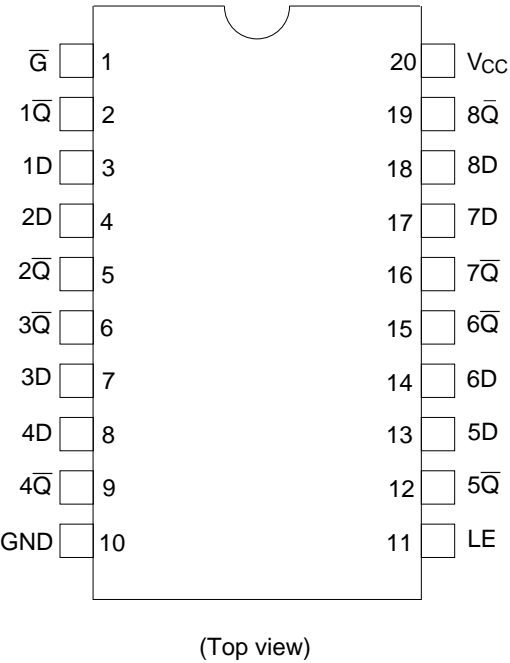 G̅ 1 20 VCC
1Q̅ 2 19 8Q̅
1D 3 18 8D
2D 4 17 7D
2Q̅ 5 16 7Q̅
3Q̅ 6 15 6Q̅
3D 7 14 6D
4D 8 13 5D
4Q̅ 9 12 5Q̅
GND 10 11 LE
(Top view)